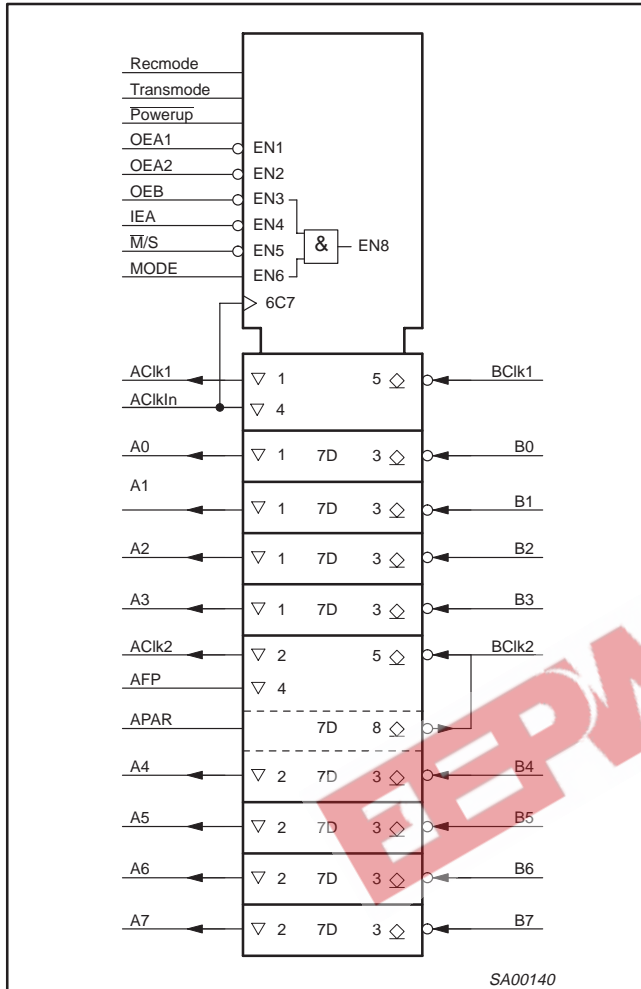 Recmode
Transmode
Powerup
OEA1 EN1
OEA2 EN2
OEB EN3
IEA EN4
& EN8
M/S EN5
MODE EN6
6C7
AClk1 ▽ 1 5 BClk1
AClkIn ▽ 4
A0 ▽ 1 7D 3 B0
A1 ▽ 1 7D 3 B1
A2 ▽ 1 7D 3 B2
A3 ▽ 1 7D 3 B3
AClk2 ▽ 2 5 BClk2
AFP ▽ 4
APAR 7D 8
A4 ▽ 2 7D 3 B4
A5 ▽ 2 7D 3 B5
A6 ▽ 2 7D 3 B6
A7 ▽ 2 7D 3 B7
SA00140